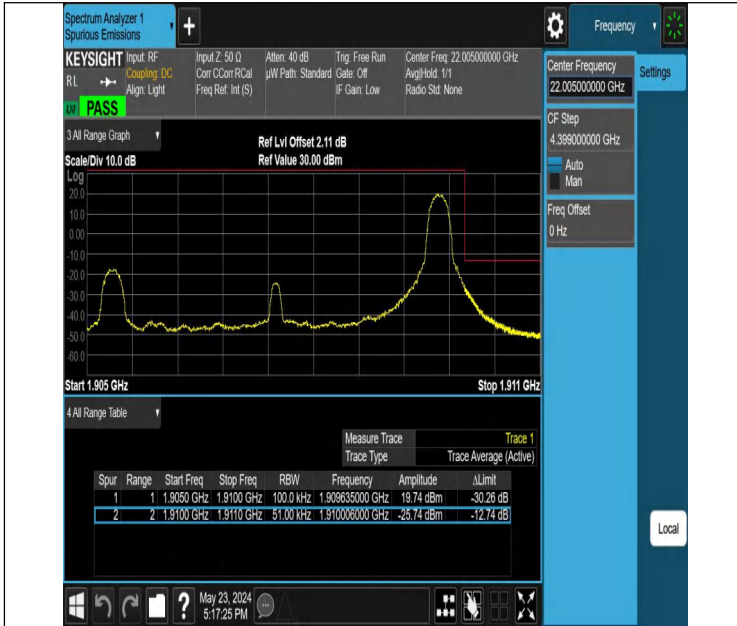 Spectrum Analyzer 1
Spurious Emissions
+
Frequency
KEYSIGHT
RL
PASS
Input: RF
Coupling: DC
Align: Light
Input Z: 50 Ω
Corr CCorr RCal
Freq Ref: Int (S)
Atten: 40 dB
µW Path: Standard
Trig: Free Run
Gate: Off
IF Gain: Low
Center Freq: 22.005000000 GHz
Avg|Hold: 1/1
Radio Std: None
Center Frequency
22.005000000 GHz
Settings
CF Step
4.399000000 GHz
Auto
Man
Freq Offset
0 Hz
3 All Range Graph
Scale/Div 10.0 dB
Ref Lvl Offset 2.11 dB
Ref Value 30.00 dBm
Log
20.0
10.0
0.00
-10.0
-20.0
-30.0
-40.0
-50.0
-60.0
Start 1.905 GHz
Stop 1.911 GHz
4 All Range Table
Measure Trace Trace 1
Trace Type Trace Average (Active)
Spur Range Start Freq Stop Freq RBW Frequency Amplitude ΔLimit
1 1 1.9050 GHz 1.9100 GHz 100.0 kHz 1.909635000 GHz 19.74 dBm -30.26 dB
2 2 1.9100 GHz 1.9110 GHz 51.00 kHz 1.910006000 GHz -25.74 dBm -12.74 dB
Local
?
May 23, 2024
5:17:25 PM